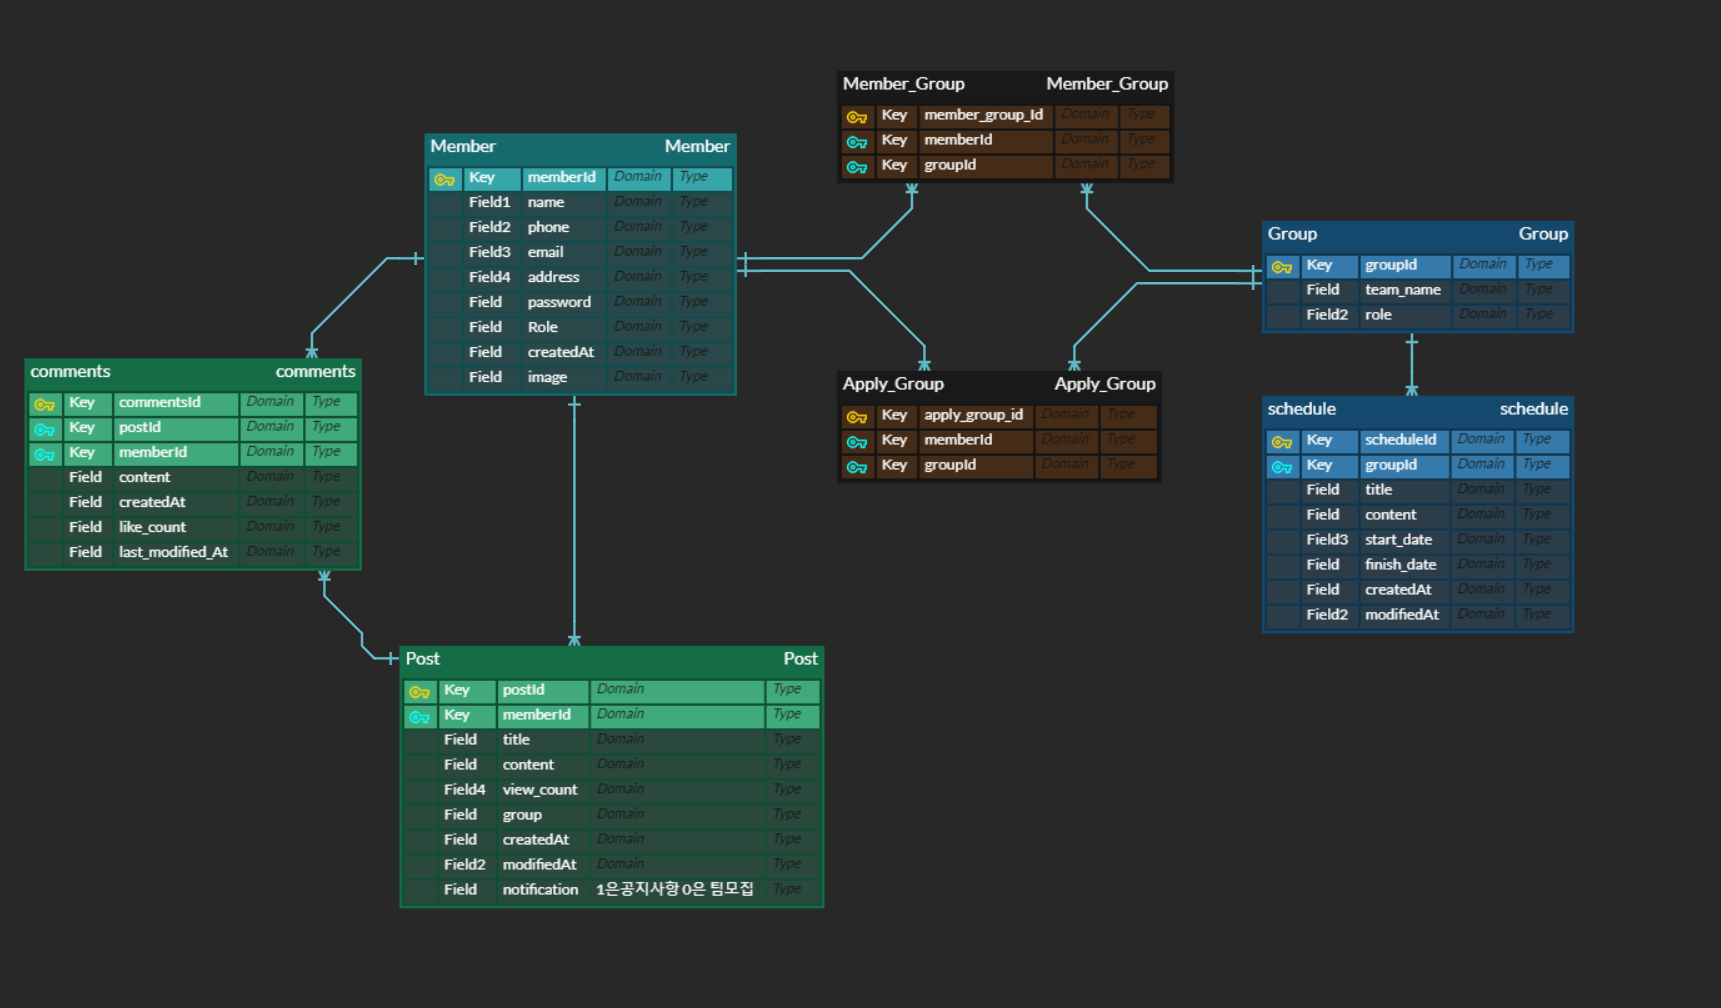 Member_Group Member_Group
Key member_group_Id Domain Type
Key memberId Domain Type
Key groupId Domain Type
Member Member
Key memberId Domain Type
Field1 name Domain Type
Field2 phone Domain Type
Field3 email Domain Type
Field4 address Domain Type
Field password Domain Type
Field Role Domain Type
Field createdAt Domain Type
Field image Domain Type
Group Group
Key groupId Domain Type
Field team_name Domain Type
Field2 role Domain Type
comments comments
Key commentsId Domain Type
Key postId Domain Type
Key memberId Domain Type
Field content Domain Type
Field createdAt Domain Type
Field like_count Domain Type
Field last_modified_At Domain Type
Apply_Group Apply_Group
Key apply_group_id Domain Type
Key memberId Domain Type
Key groupId Domain Type
schedule schedule
Key scheduleId Domain Type
Key groupId Domain Type
Field title Domain Type
Field content Domain Type
Field3 start_date Domain Type
Field finish_date Domain Type
Field createdAt Domain Type
Field2 modifiedAt Domain Type
Post Post
Key postId Domain Type
Key memberId Domain Type
Field title Domain Type
Field content Domain Type
Field4 view_count Domain Type
Field group Domain Type
Field createdAt Domain Type
Field2 modifiedAt Domain Type
Field notification 1은공지사항 0은 팀모집 Type